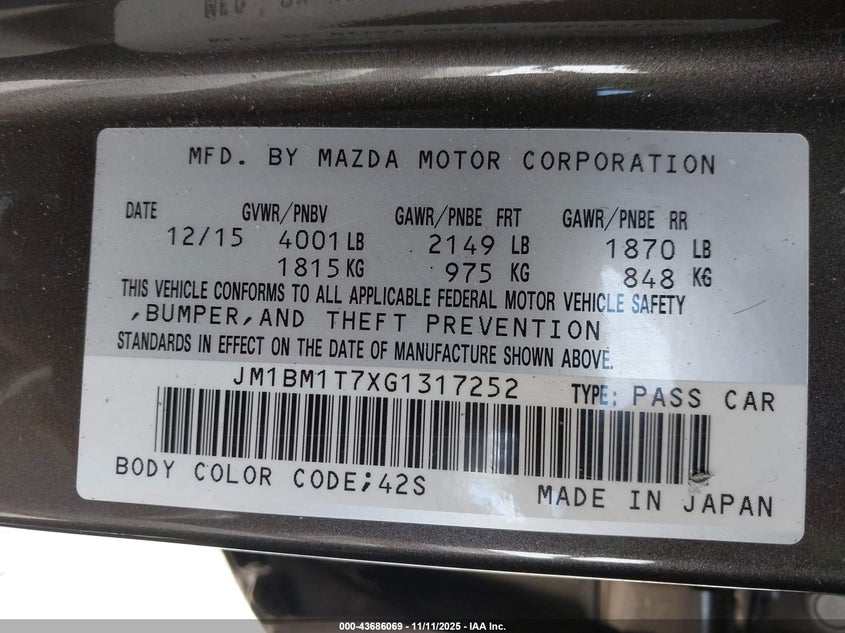 MFD. BY MAZDA MOTOR CORPORATION
DATE GVWR/PNBV GAWR/PNBE FRT GAWR/PNBE RR
12/15 4001 LB 2149 LB 1870 LB
1815 KG 975 KG 848 KG
THIS VEHICLE CONFORMS TO ALL APPLICABLE FEDERAL MOTOR VEHICLE SAFETY
,BUMPER,AND THEFT PREVENTION
STANDARDS IN EFFECT ON THE DATE OF MANUFACTURE SHOWN ABOVE.
JM1BM1T7XG1317252 TYPE: PASS CAR
BODY COLOR CODE;42S MADE IN JAPAN
000-43686069 - 11/11/2025 - IAA Inc.